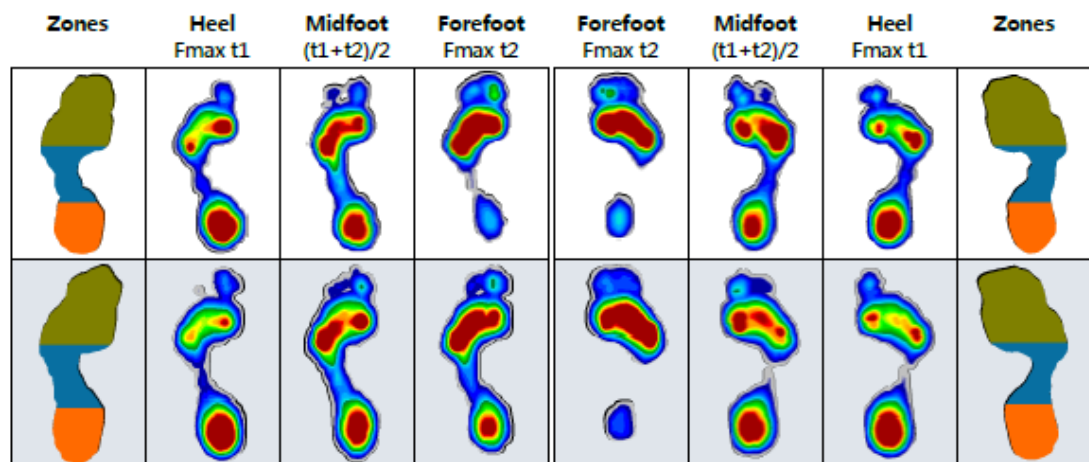 Zones Heel Midfoot Forefoot Forefoot Midfoot Heel Zones
Fmax t1 (t1+t2)/2 Fmax t2 Fmax t2 (t1+t2)/2 Fmax t1